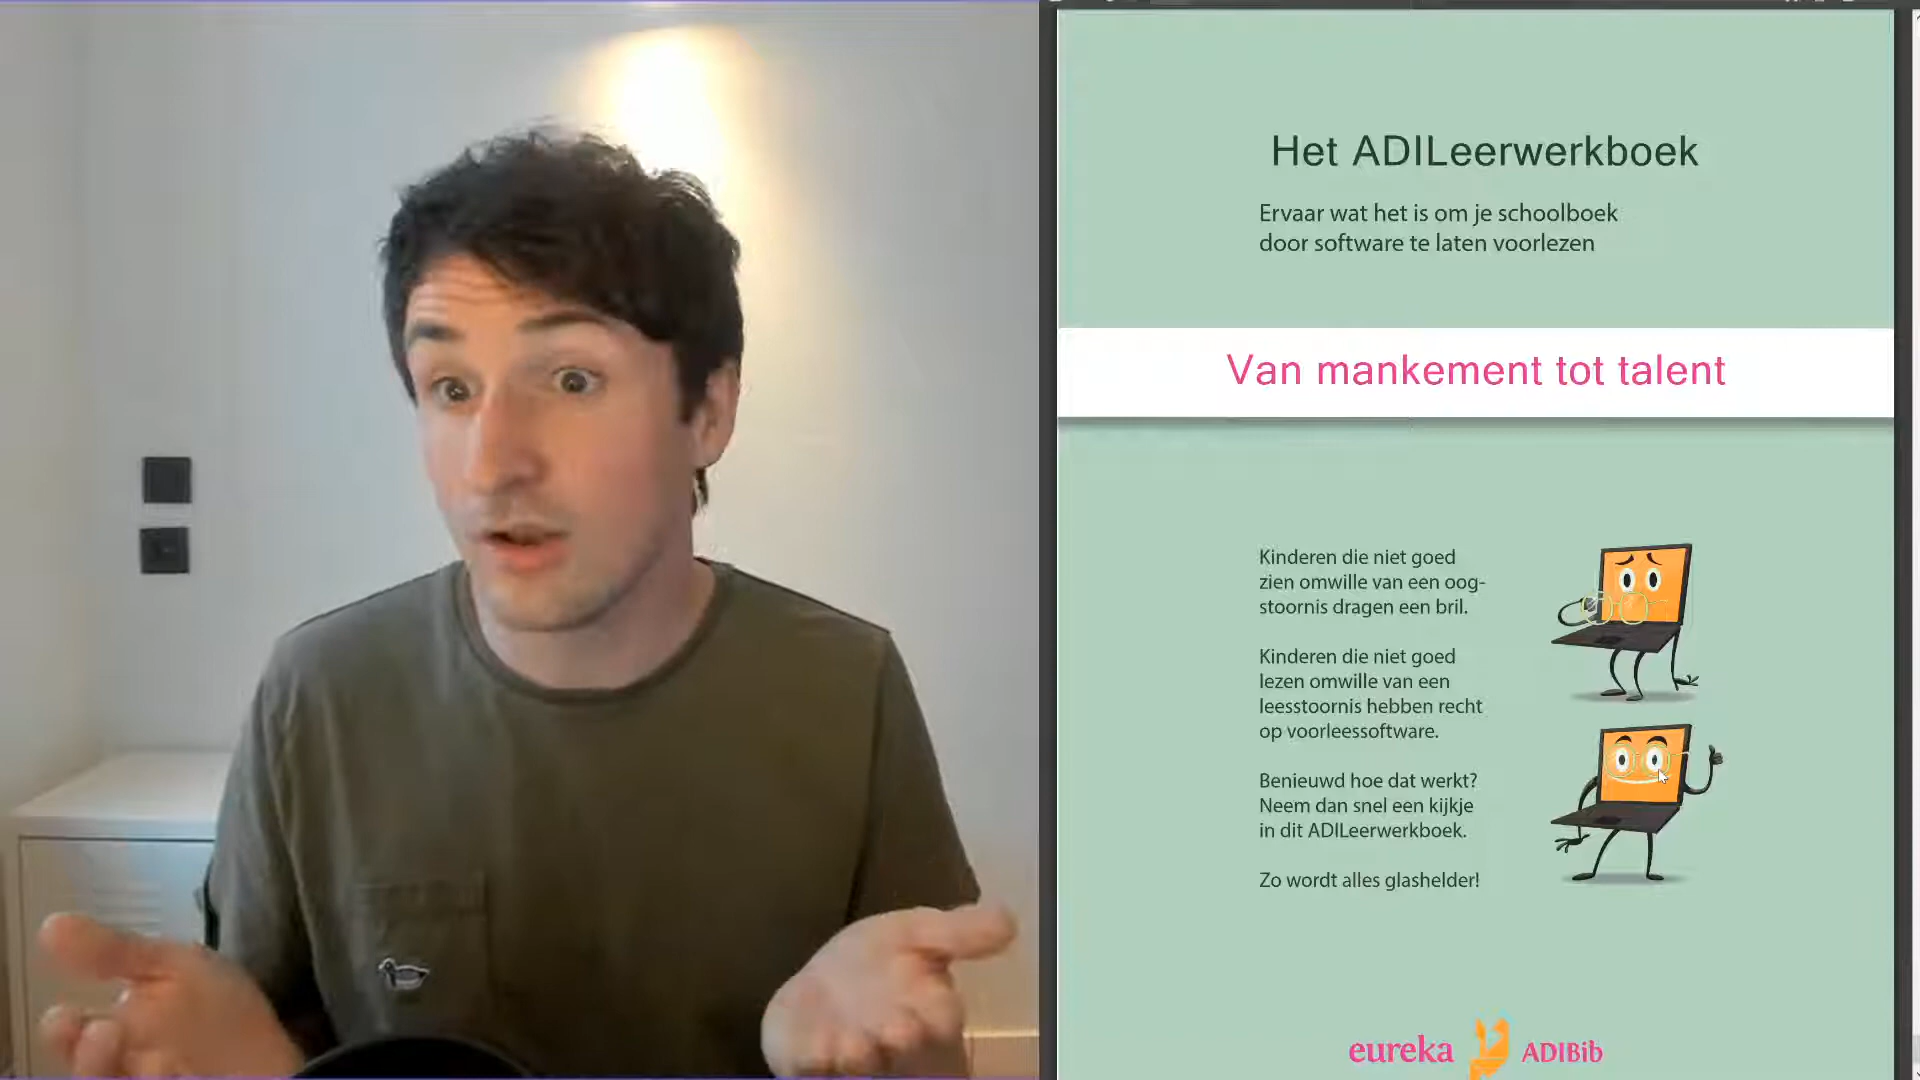 Het ADILeerwerkboek
Ervaar wat het is om je schoolboek
door software te laten voorlezen
Van mankement tot talent
Kinderen die niet goed
zien omwille van een oog-
stoornis dragen een bril.
Kinderen die niet goed
lezen omwille van een
leesstoornis hebben recht
op voorleessoftware.
Benieuwd hoe dat werkt?
Neem dan snel een kijkje
in dit ADILeerwerkboek.
Zo wordt alles glashelder!
eureka ADIBib